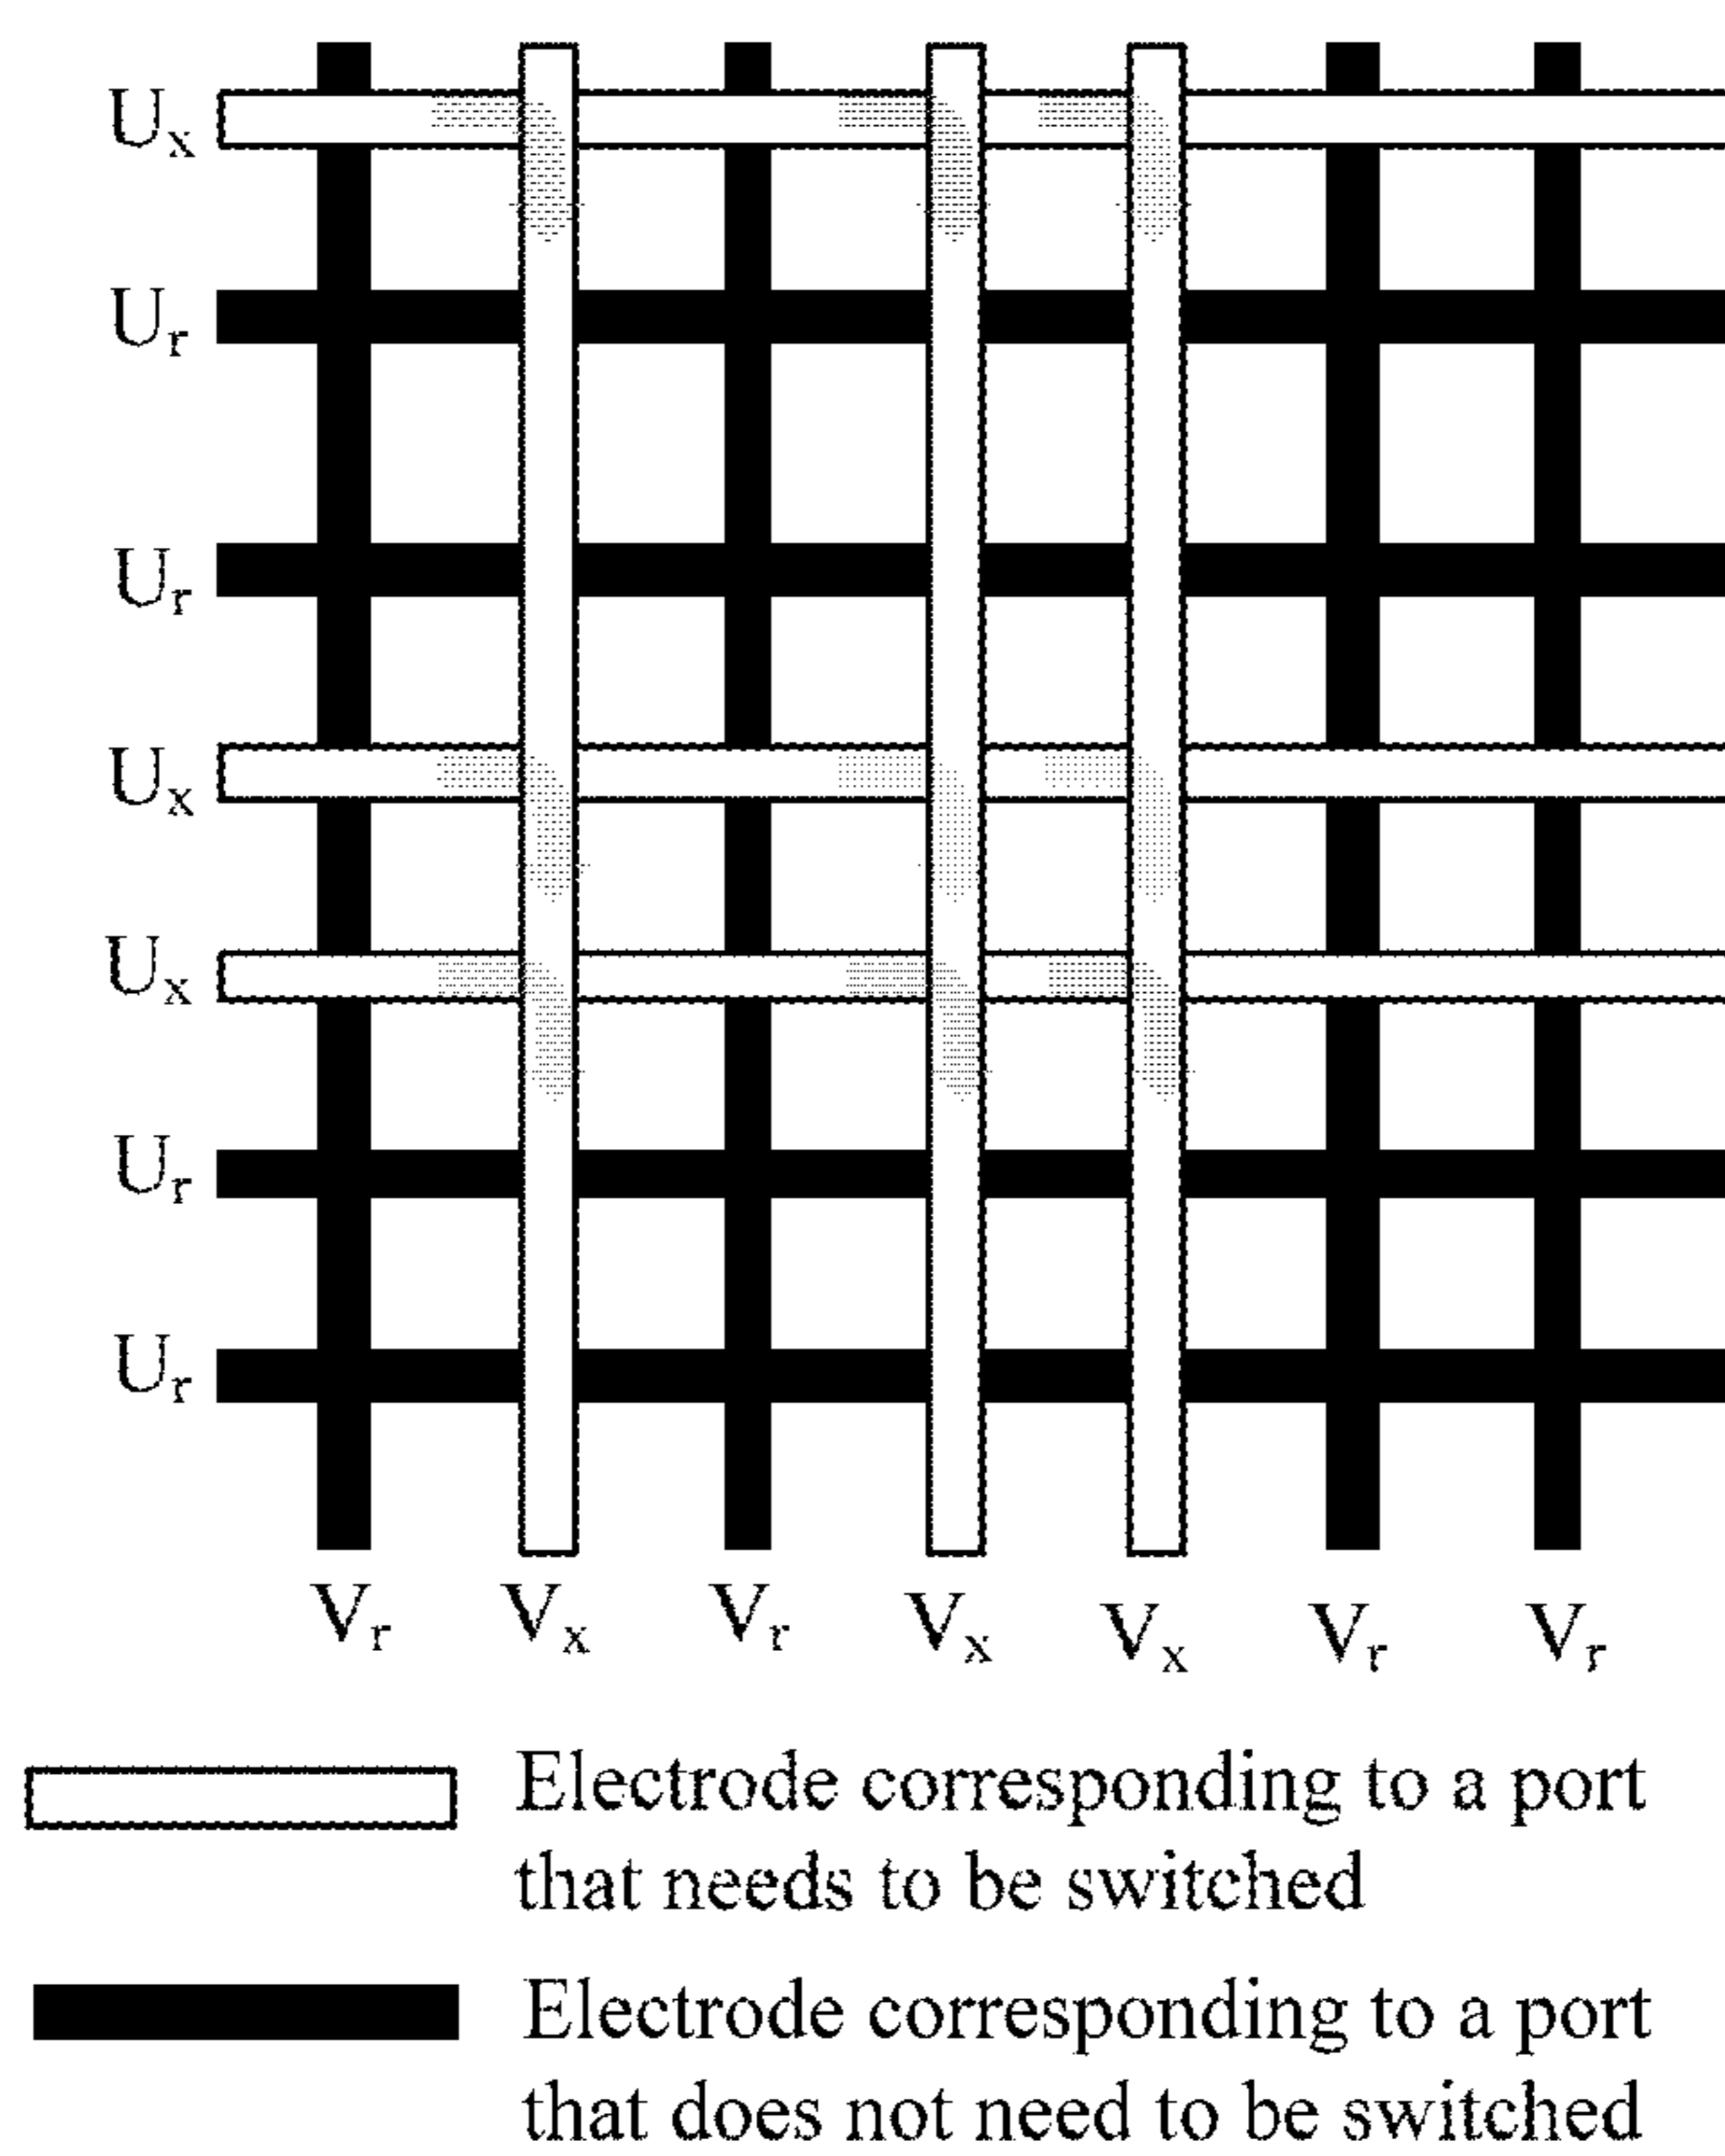 Ux
Ur
Ur
Ux
Ux
Ur
Ur
Vr Vx Vr Vx Vx Vr Vr
Electrode corresponding to a port
that needs to be switched
Electrode corresponding to a port
that does not need to be switched